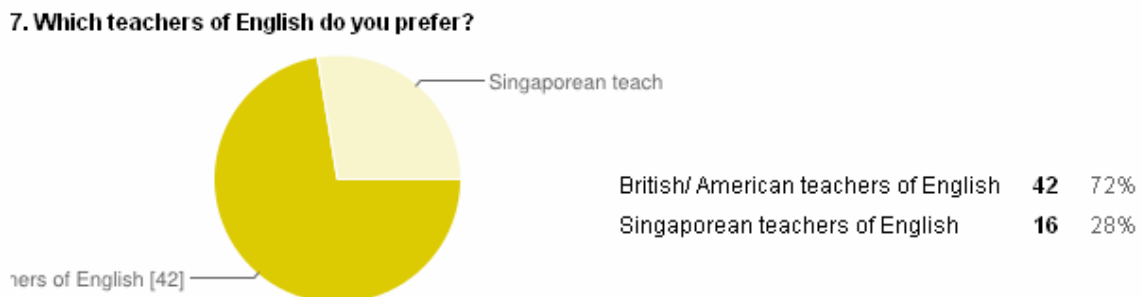 7. Which teachers of English do you prefer?
Singaporean teach
British/ American teachers of English 42 72%
Singaporean teachers of English 16 28%
ners of English [42]